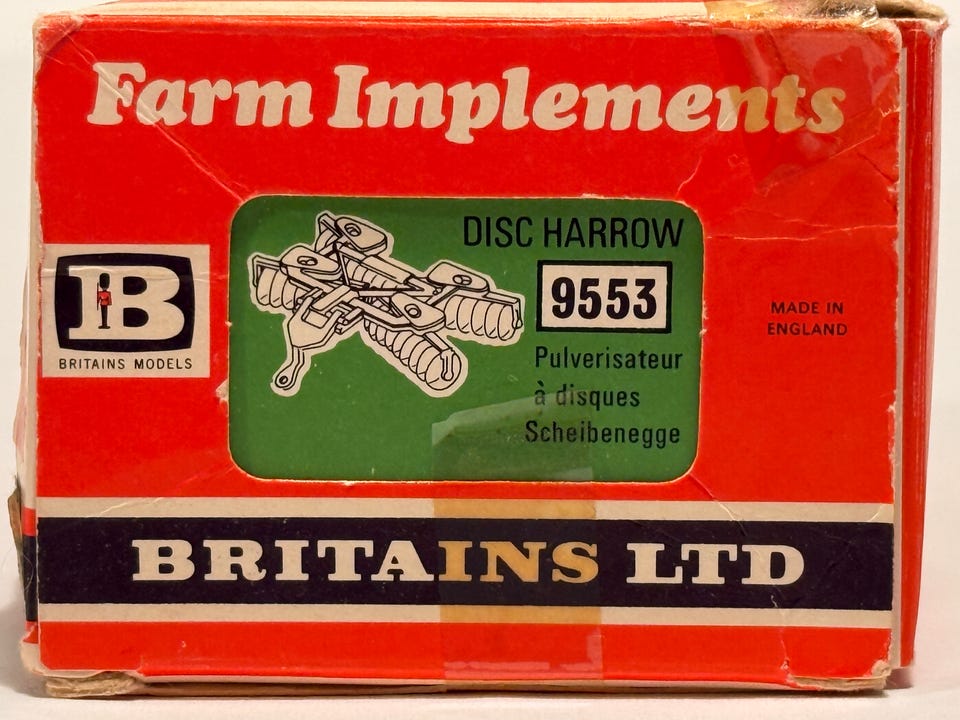 Farm Implements
B
BRITAINS MODELS
DISC HARROW
9553
Pulverisateur
à disques
Scheibenegge
MADE IN
ENGLAND
BRITAINS LTD